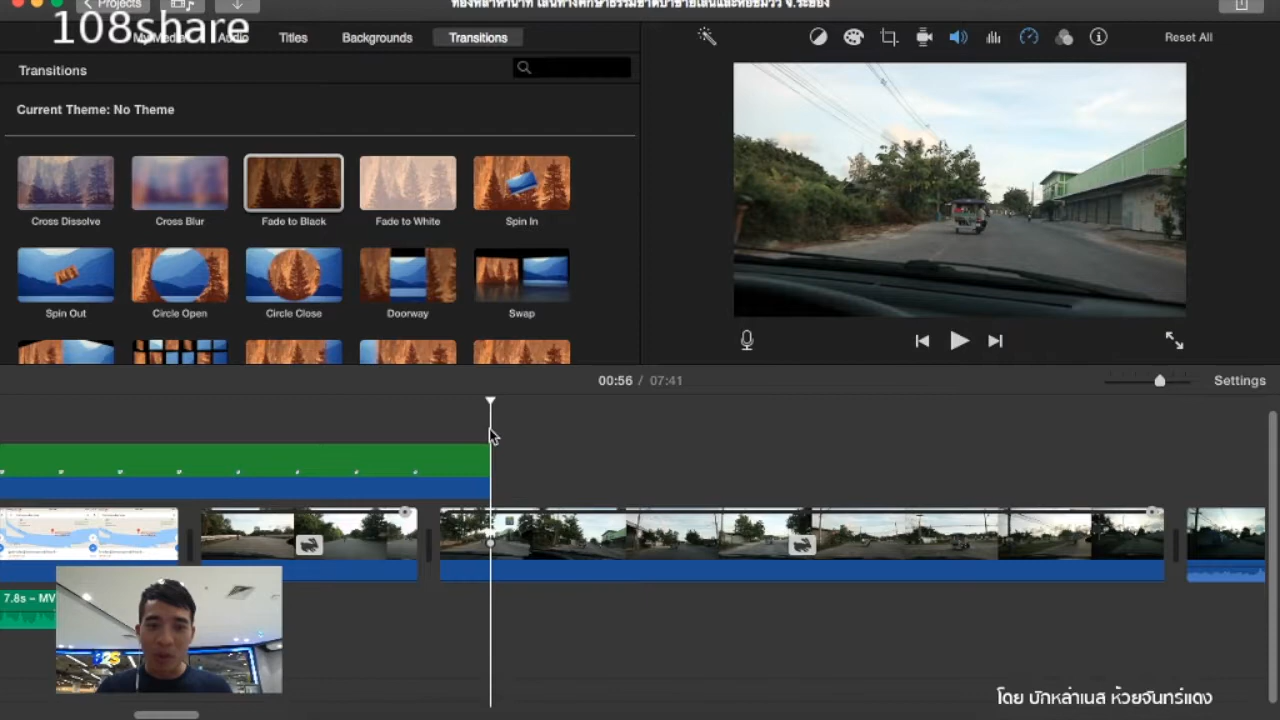 Projects
108share
Audio
Titles
Backgrounds
Transitions
Reset All
Transitions
Current Theme: No Theme
Cross Dissolve
Cross Blur
Fade to Black
Fade to White
Spin In
Spin Out
Circle Open
Circle Close
Doorway
Swap
00:56 / 07:41
Settings
7.8s – MV
โดย บักหล่าเนส ห้วยจันทร์แดง